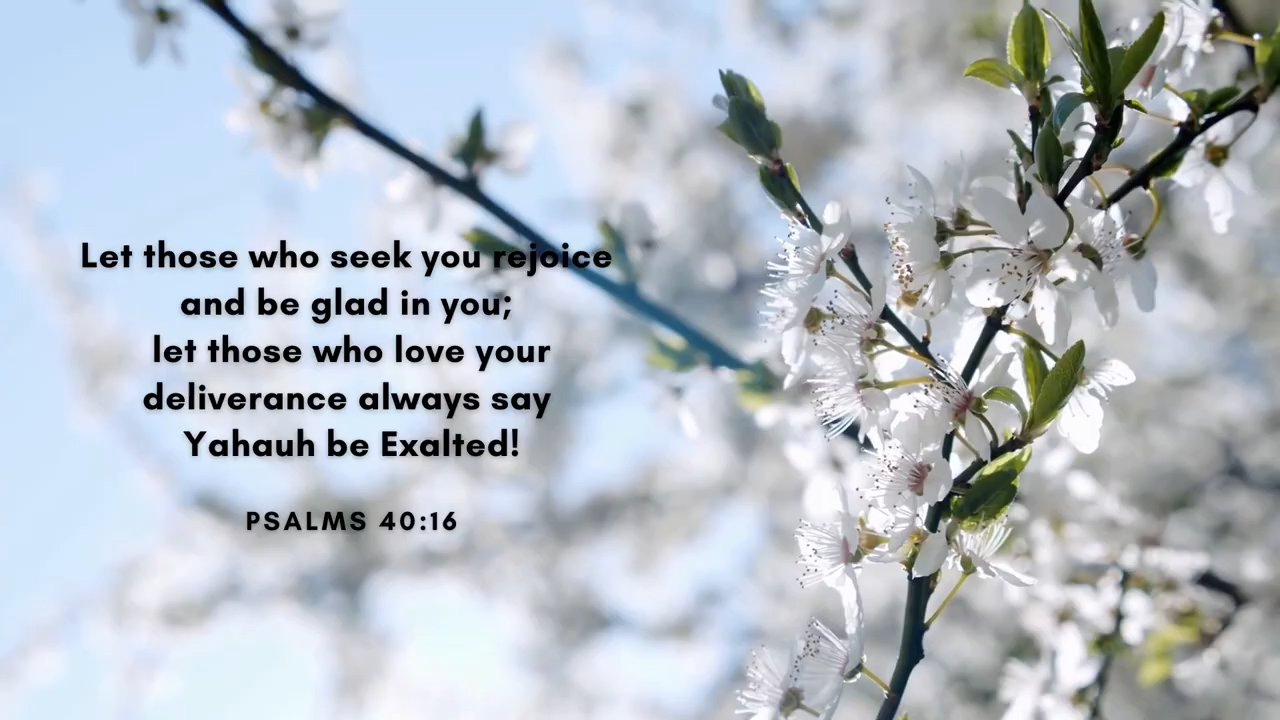 Let those who seek you rejoice
and be glad in you;
let those who love your
deliverance always say
Yahauh be Exalted!
PSALMS 40:16